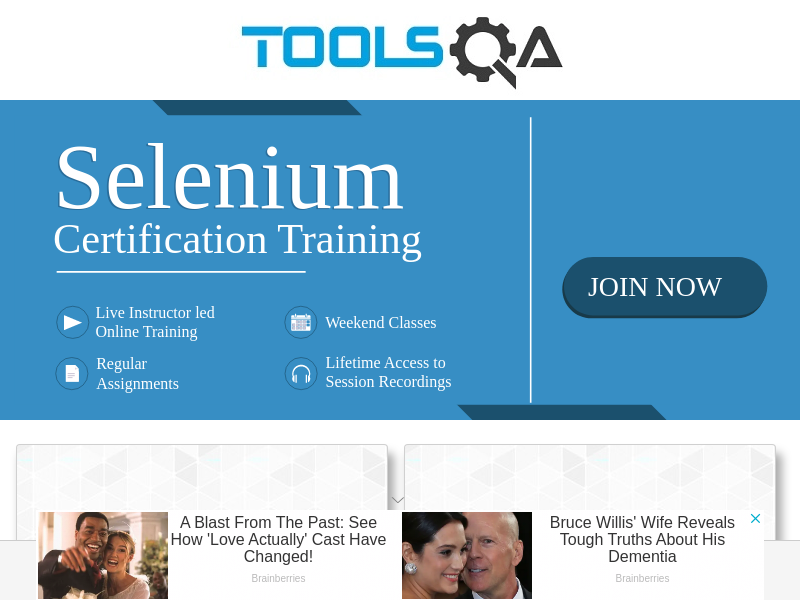 TOOLSQA
Selenium
Certification Training
JOIN NOW
Live Instructor led
Online Training
Weekend Classes
Regular
Assignments
Lifetime Access to
Session Recordings
A Blast From The Past: See
How 'Love Actually' Cast Have
Changed!
Brainberries
Bruce Willis' Wife Reveals
Tough Truths About His
Dementia
Brainberries